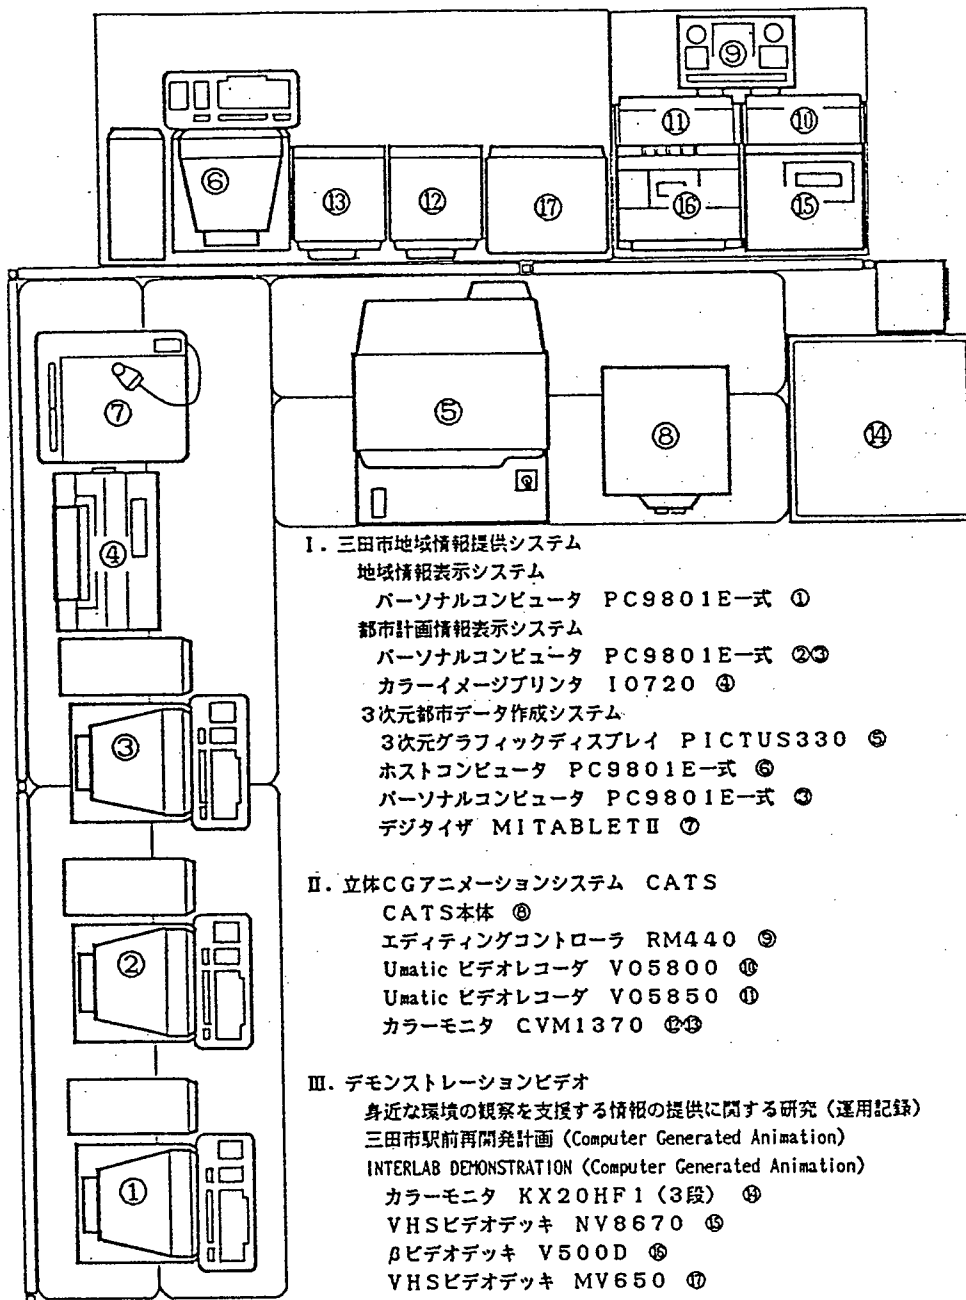 ⑨
⑪
⑩
⑥
⑬
⑫
⑰
⑯
⑮
⑦
⑤
⑧
⑭
④
③
②
①
Ⅰ. 三田市地域情報提供システム
地域情報表示システム
パーソナルコンピュータ PC9801E一式 ①
都市計画情報表示システム
パーソナルコンピュータ PC9801E一式 ②③
カラーイメージプリンタ IO720 ④
3次元都市データ作成システム
3次元グラフィックディスプレイ PICTUS330 ⑤
ホストコンピュータ PC9801E一式 ⑥
パーソナルコンピュータ PC9801E一式 ③
デジタイザ MITABLETⅡ ⑦
Ⅱ. 立体CGアニメーションシステム CATS
CATS本体 ⑧
エディティングコントローラ RM440 ⑨
Umatic ビデオレコーダ VO5800 ⑩
Umatic ビデオレコーダ VO5850 ⑪
カラーモニタ CVM1370 ⑫⑬
Ⅲ. デモンストレーションビデオ
身近な環境の観察を支援する情報の提供に関する研究(運用記録)
三田市駅前再開発計画 (Computer Generated Animation)
INTERLAB DEMONSTRATION (Computer Generated Animation)
カラーモニタ KX20HF1(3段) ⑭
VHSビデオデッキ NV8670 ⑮
βビデオデッキ V500D ⑯
VHSビデオデッキ MV650 ⑰